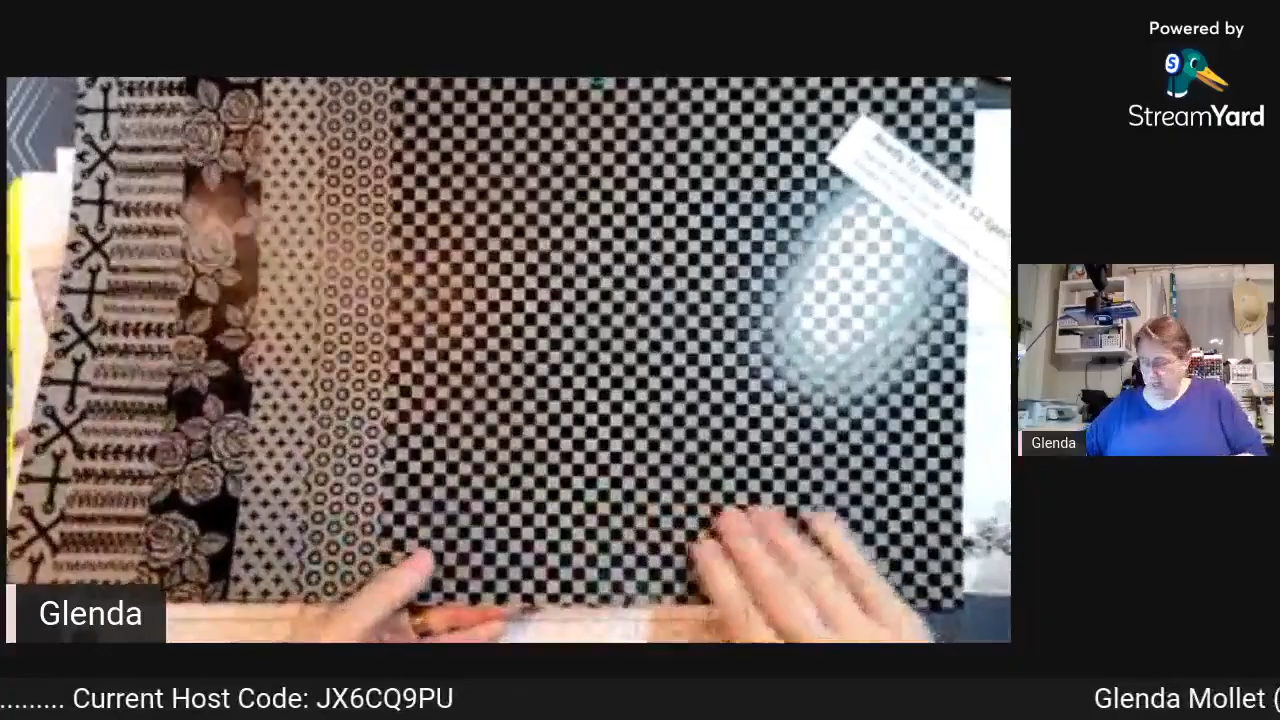 Powered by
StreamYard
Glenda
Glenda
......... Current Host Code: JX6CQ9PU
Glenda Mollet (